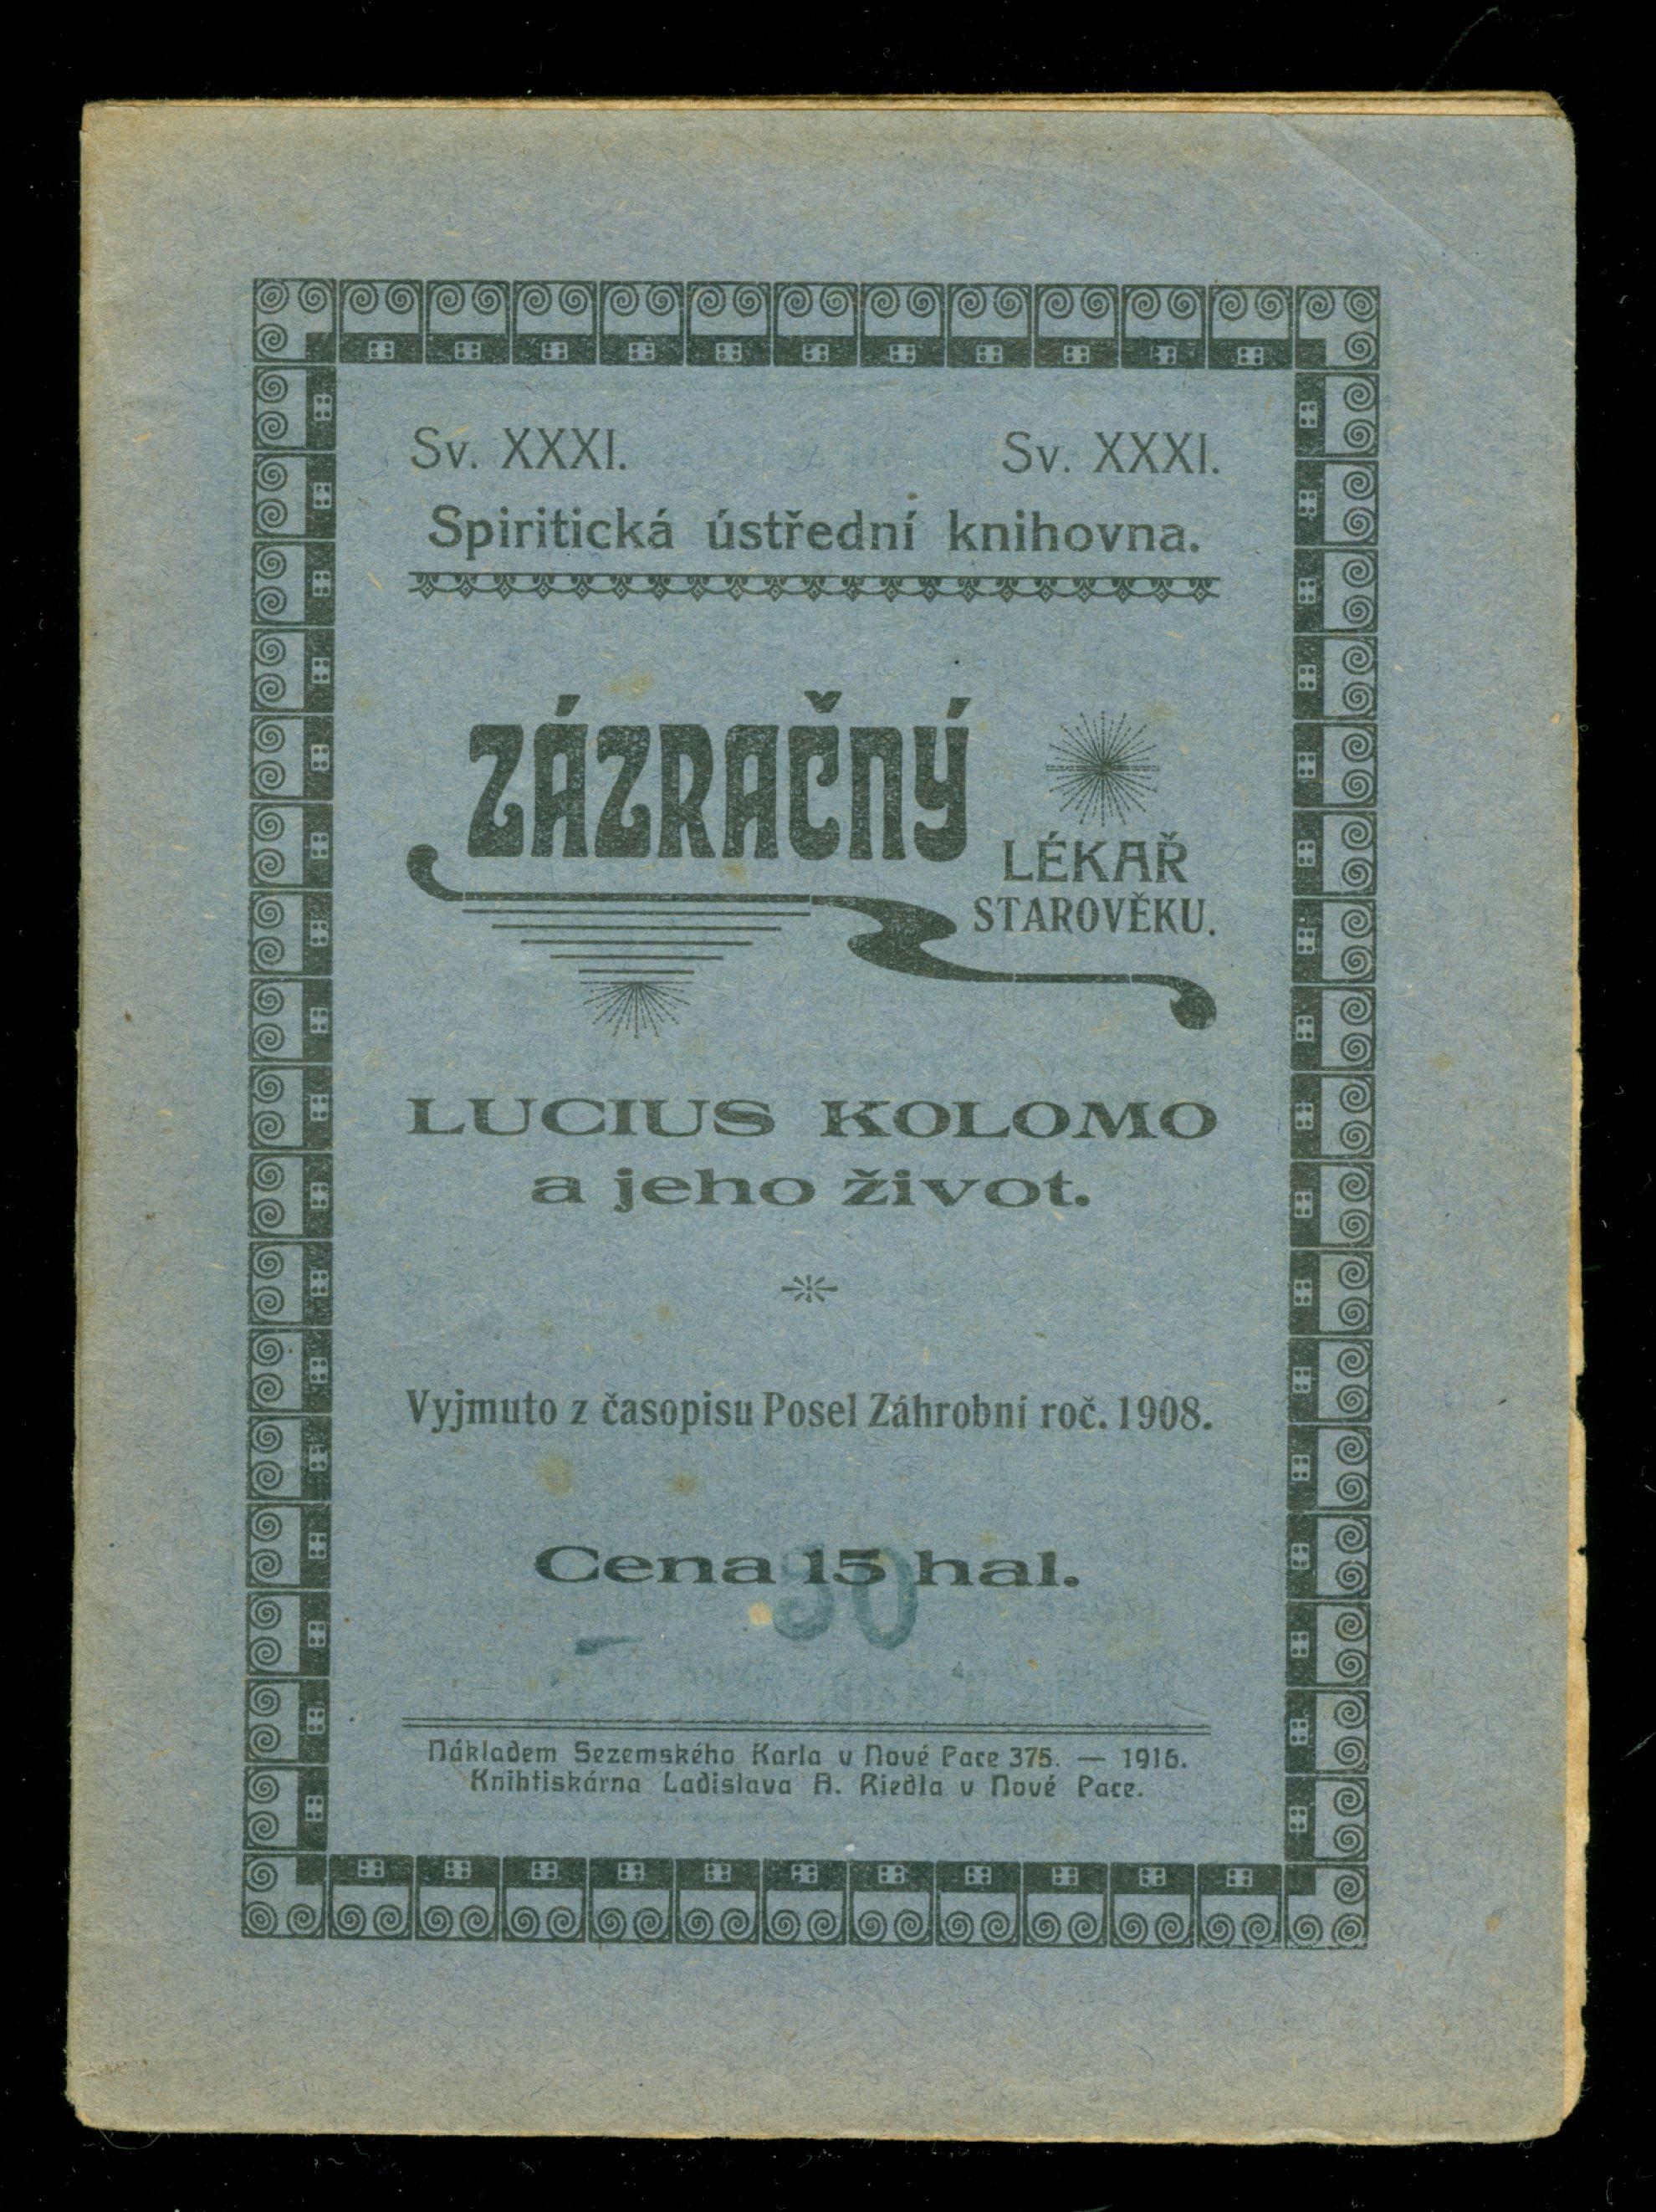 Sv. XXXI. Sv. XXXI.
Spiritická ústřední knihovna.
ZÁZRAČNÝ
LÉKAŘ
STAROVĚKU.
LUCIUS KOLOMO
a jeho život.
Vyjmuto z časopisu Posel Záhrobní roč. 1908.
Cena 15 hal.
30
Nákladem Sezemského Karla v Nové Pace 375. — 1916.
Knihtiskárna Ladislava A. Riedla v Nové Pace.